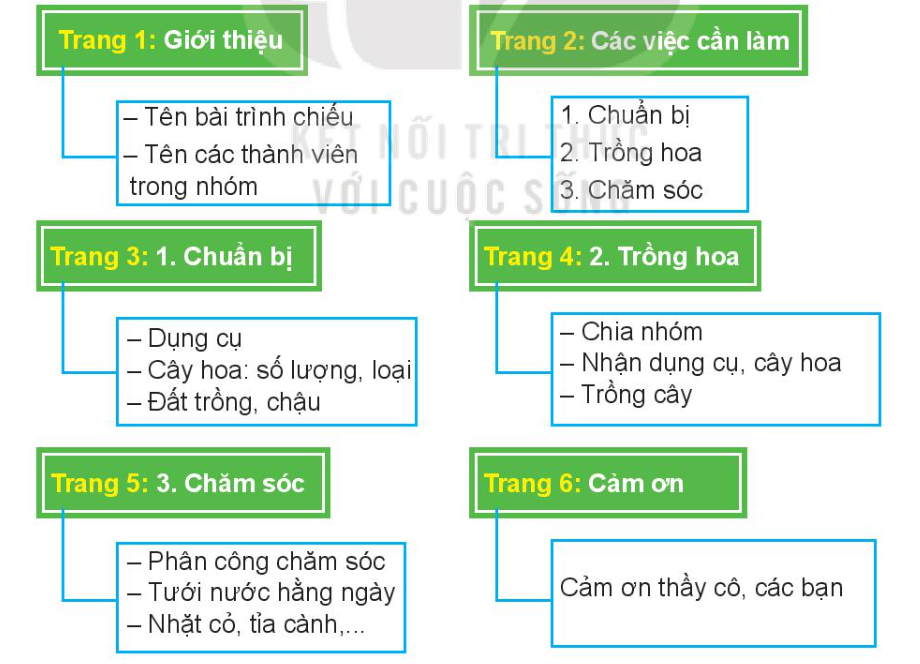 Trang 1: Giới thiệu
– Tên bài trình chiếu
– Tên các thành viên
trong nhóm
Trang 2: Các việc cần làm
1. Chuẩn bị
2. Trồng hoa
3. Chăm sóc
KẾT NỐI TRI THỨC
VỚI CUỘC SỐNG
Trang 3: 1. Chuẩn bị
– Dụng cụ
– Cây hoa: số lượng, loại
– Đất trồng, chậu
Trang 4: 2. Trồng hoa
– Chia nhóm
– Nhận dụng cụ, cây hoa
– Trồng cây
Trang 5: 3. Chăm sóc
– Phân công chăm sóc
– Tưới nước hằng ngày
– Nhặt cỏ, tỉa cành,...
Trang 6: Cảm ơn
Cảm ơn thầy cô, các bạn